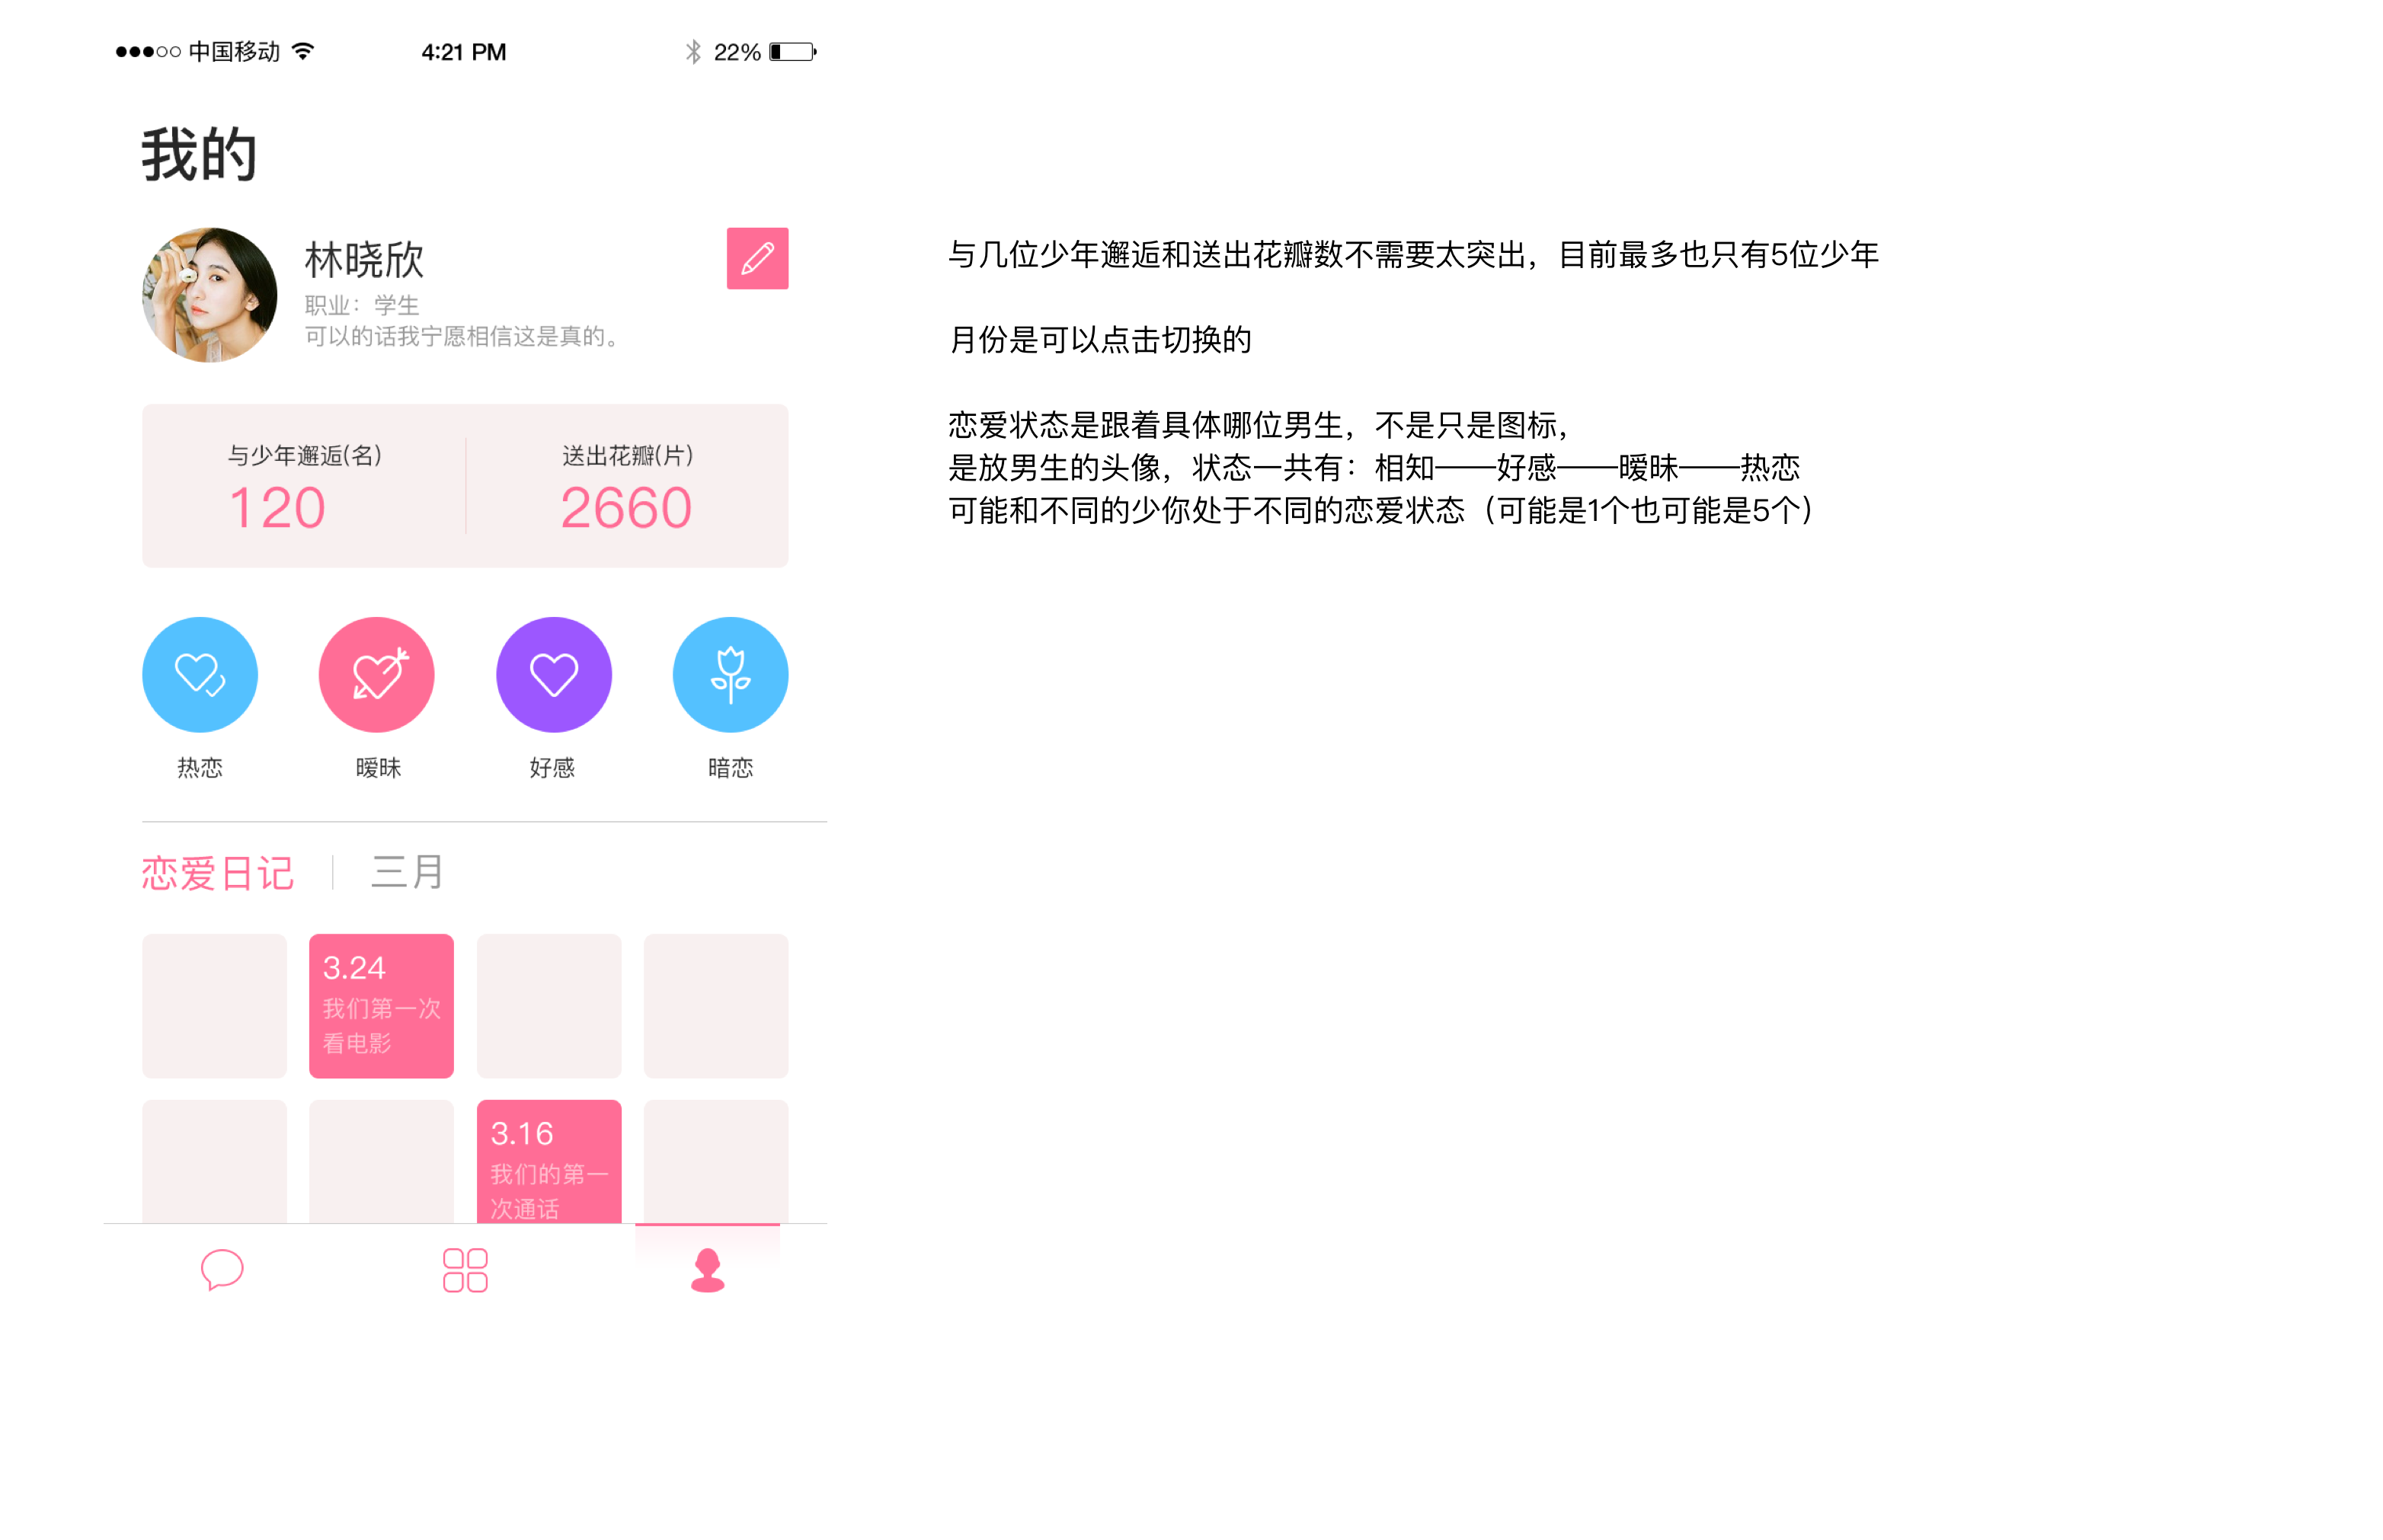 中国移动 4:21 PM 22%
我的
林晓欣
职业：学生
可以的话我宁愿相信这是真的。
与少年邂逅(名) 送出花瓣(片)
120 2660
热恋 暧昧 好感 暗恋
恋爱日记 三月
3.24
我们第一次
看电影
3.16
我们的第一
次通话
与几位少年邂逅和送出花瓣数不需要太突出，目前最多也只有5位少年
月份是可以点击切换的
恋爱状态是跟着具体哪位男生，不是只是图标，
是放男生的头像，状态一共有：相知——好感——暧昧——热恋
可能和不同的少你处于不同的恋爱状态（可能是1个也可能是5个）